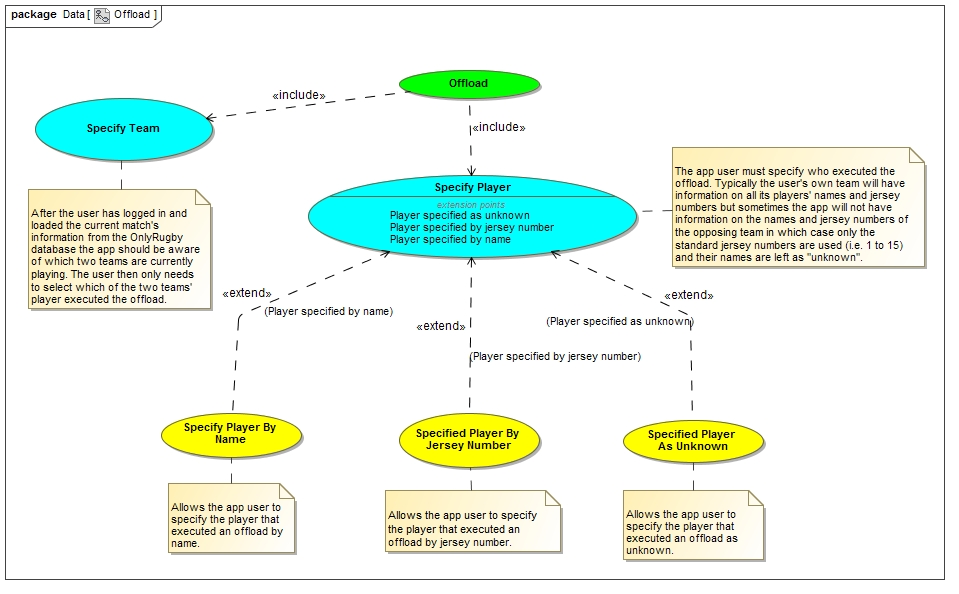 package Data [ Offload ]
Offload
«include»
«include»
Specify Team
Specify Player
extension points
Player specified as unknown
Player specified by jersey number
Player specified by name
After the user has logged in and
loaded the current match's
information from the OnlyRugby
database the app should be aware
of which two teams are currently
playing. The user then only needs
to select which of the two teams'
player executed the offload.
The app user must specify who executed the
offload. Typically the user's own team will have
information on all its players' names and jersey
numbers but sometimes the app will not have
information on the names and jersey numbers of
the opposing team in which case only the
standard jersey numbers are used (i.e. 1 to 15)
and their names are left as "unknown".
«extend»
(Player specified by name)
«extend»
(Player specified by jersey number)
«extend»
(Player specified as unknown)
Specify Player By
Name
Specified Player By
Jersey Number
Specified Player
As Unknown
Allows the app user to
specify the player that
executed an offload by
name.
Allows the app user to specify
the player that executed an
offload by jersey number.
Allows the app user to
specify the player that
executed an offload as
unknown.